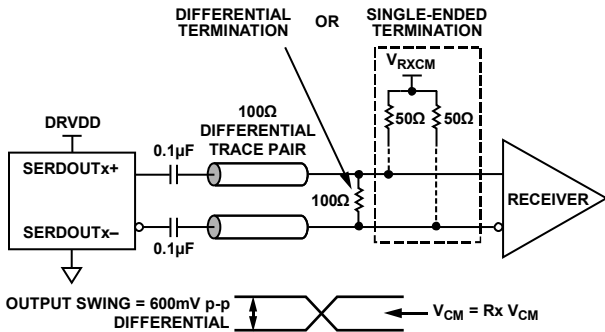 DIFFERENTIAL
TERMINATION
OR
SINGLE-ENDED
TERMINATION
VRXCM
50Ω
50Ω
100Ω
DIFFERENTIAL
TRACE PAIR
DRVDD
0.1µF
SERDOUTx+
100Ω
RECEIVER
SERDOUTx–
0.1µF
OUTPUT SWING = 600mV p-p
DIFFERENTIAL
VCM = Rx VCM